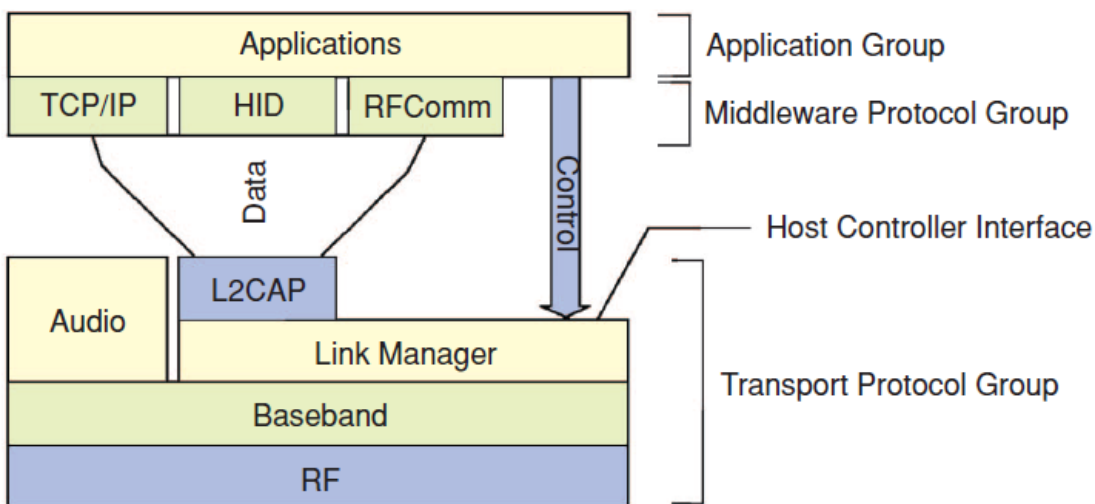 Applications
Application Group
TCP/IP
HID
RFComm
Middleware Protocol Group
Data
Control
Host Controller Interface
L2CAP
Audio
Link Manager
Transport Protocol Group
Baseband
RF